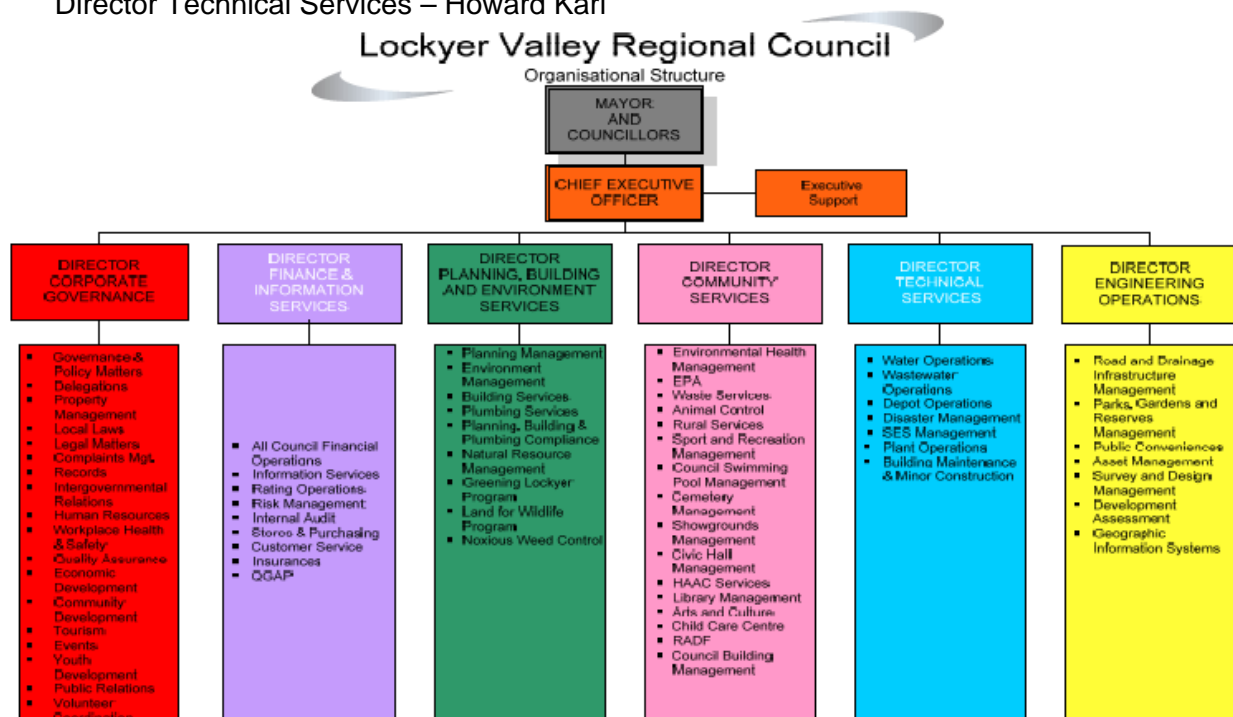 Director Technical Services – Howard Karl
Lockyer Valley Regional Council
Organisational Structure
MAYOR
AND
COUNCILLORS
CHIEF EXECUTIVE
OFFICER
Executive
Support
DIRECTOR
CORPORATE
GOVERNANCE
DIRECTOR
FINANCE &
INFORMATION
SERVICES
DIRECTOR
PLANNING, BUILDING
AND ENVIRONMENT
SERVICES
DIRECTOR
COMMUNITY
SERVICES
DIRECTOR
TECHNICAL
SERVICES
DIRECTOR
ENGINEERING
OPERATIONS
▪ Governance &
Policy Matters
▪ Delegations
▪ Property
Management
▪ Local Laws
▪ Legal Matters
▪ Complaints Mgt.
▪ Records
▪ Intergovernmental
Relations
▪ Human Resources
▪ Workplace Health
& Safety
▪ Quality Assurance
▪ Economic
Development
▪ Community
Development
▪ Tourism
▪ Events
▪ Youth
Development
▪ Public Relations
▪ Volunteer
▪ All Council Financial
Operations
▪ Information Services
▪ Rating Operations
▪ Risk Management
▪ Internal Audit
▪ Stores & Purchasing
▪ Customer Service
▪ Insurances
▪ QGAP
▪ Planning Management
▪ Environment
Management
▪ Building Services
▪ Plumbing Services
▪ Planning, Building &
Plumbing Compliance
▪ Natural Resource
Management
▪ Greening Lockyer
Program
▪ Land for Wildlife
Program
▪ Noxious Weed Control
▪ Environmental Health
Management
▪ EPA
▪ Waste Services
▪ Animal Control
▪ Rural Services
▪ Sport and Recreation
Management
▪ Council Swimming
Pool Management
▪ Cemetery
Management
▪ Showgrounds
Management
▪ Civic Hall
Management
▪ HAAC Services
▪ Library Management
▪ Arts and Culture
▪ Child Care Centre
▪ RADF
▪ Council Building
Management
▪ Water Operations
▪ Wastewater
Operations
▪ Depot Operations
▪ Disaster Management
▪ SES Management
▪ Plant Operations
▪ Building Maintenance
& Minor Construction
▪ Road and Drainage
Infrastructure
Management
▪ Parks, Gardens and
Reserves
Management
▪ Public Conveniences
▪ Asset Management
▪ Survey and Design
Management
▪ Development
Assessment
▪ Geographic
Information Systems